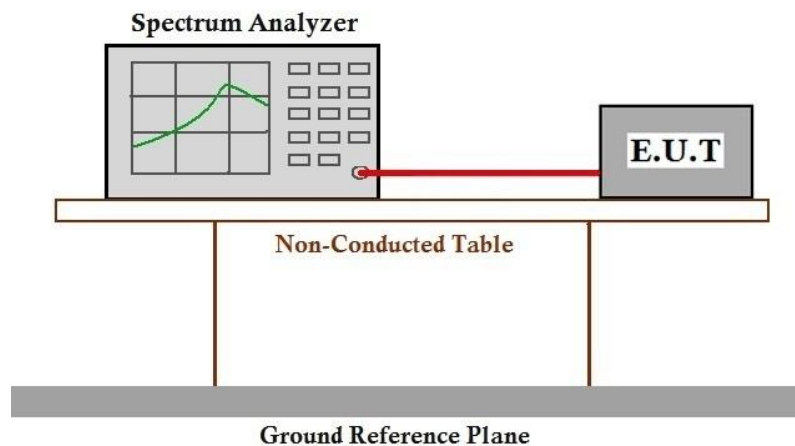 Spectrum Analyzer
E.U.T
Non-Conducted Table
Ground Reference Plane